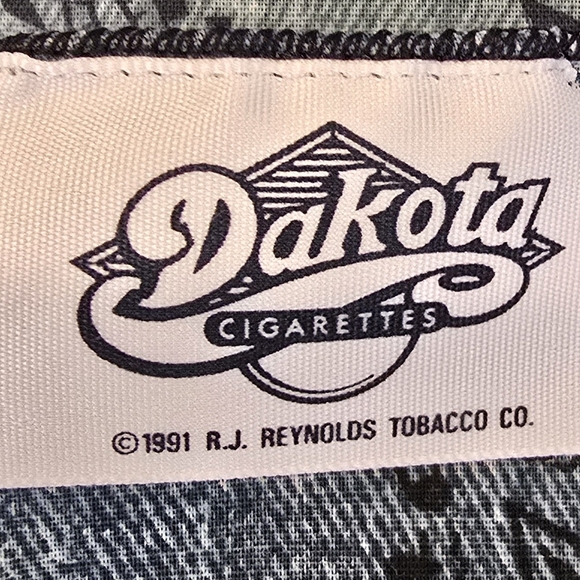 Dakota
CIGARETTES
©1991 R.J. REYNOLDS TOBACCO CO.